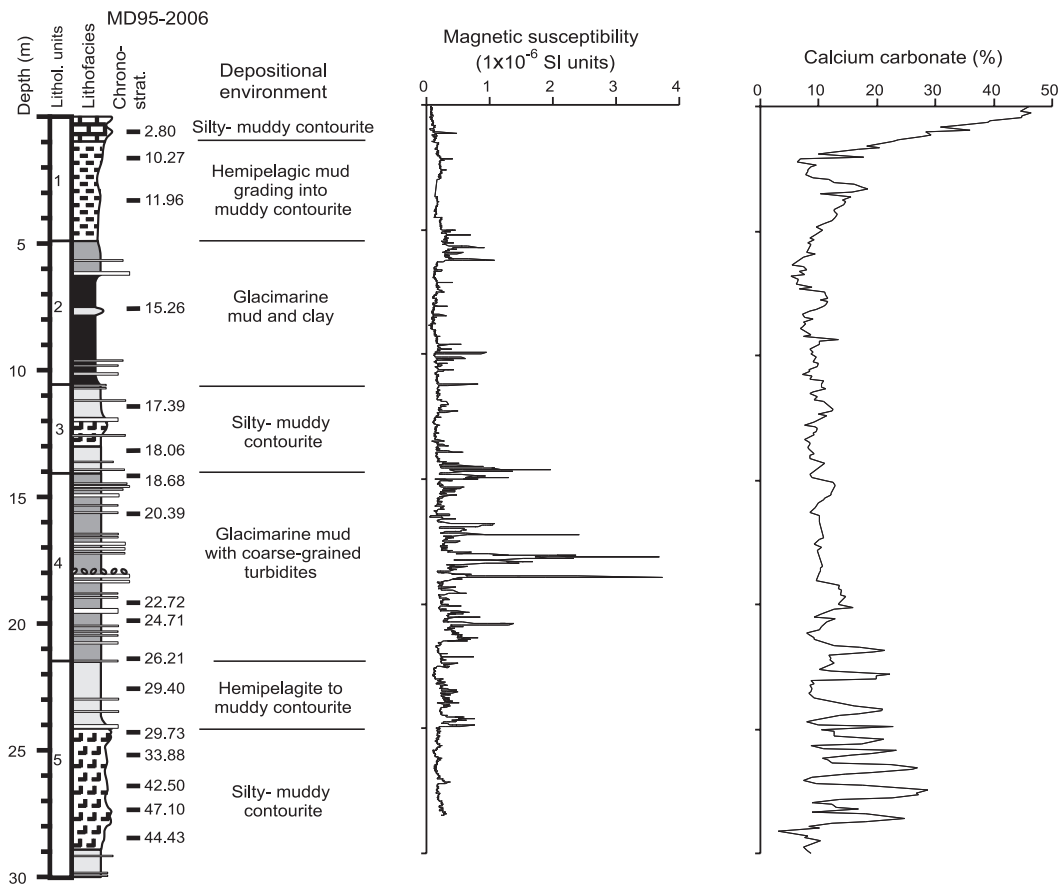 MD95-2006
Depth (m)
Lithol. units
Lithofacies
Chrono-
strat.
Depositional
environment
Magnetic susceptibility
(1x10⁻⁶ SI units)
Calcium carbonate (%)
0 1 2 3 4
0 10 20 30 40 50
0
5
10
15
20
25
30
1
2
3
4
5
2.80
10.27
11.96
15.26
17.39
18.06
18.68
20.39
22.72
24.71
26.21
29.40
29.73
33.88
42.50
47.10
44.43
Silty- muddy contourite
Hemipelagic mud
grading into
muddy contourite
Glacimarine
mud and clay
Silty- muddy
contourite
Glacimarine mud
with coarse-grained
turbidites
Hemipelagite to
muddy contourite
Silty- muddy
contourite